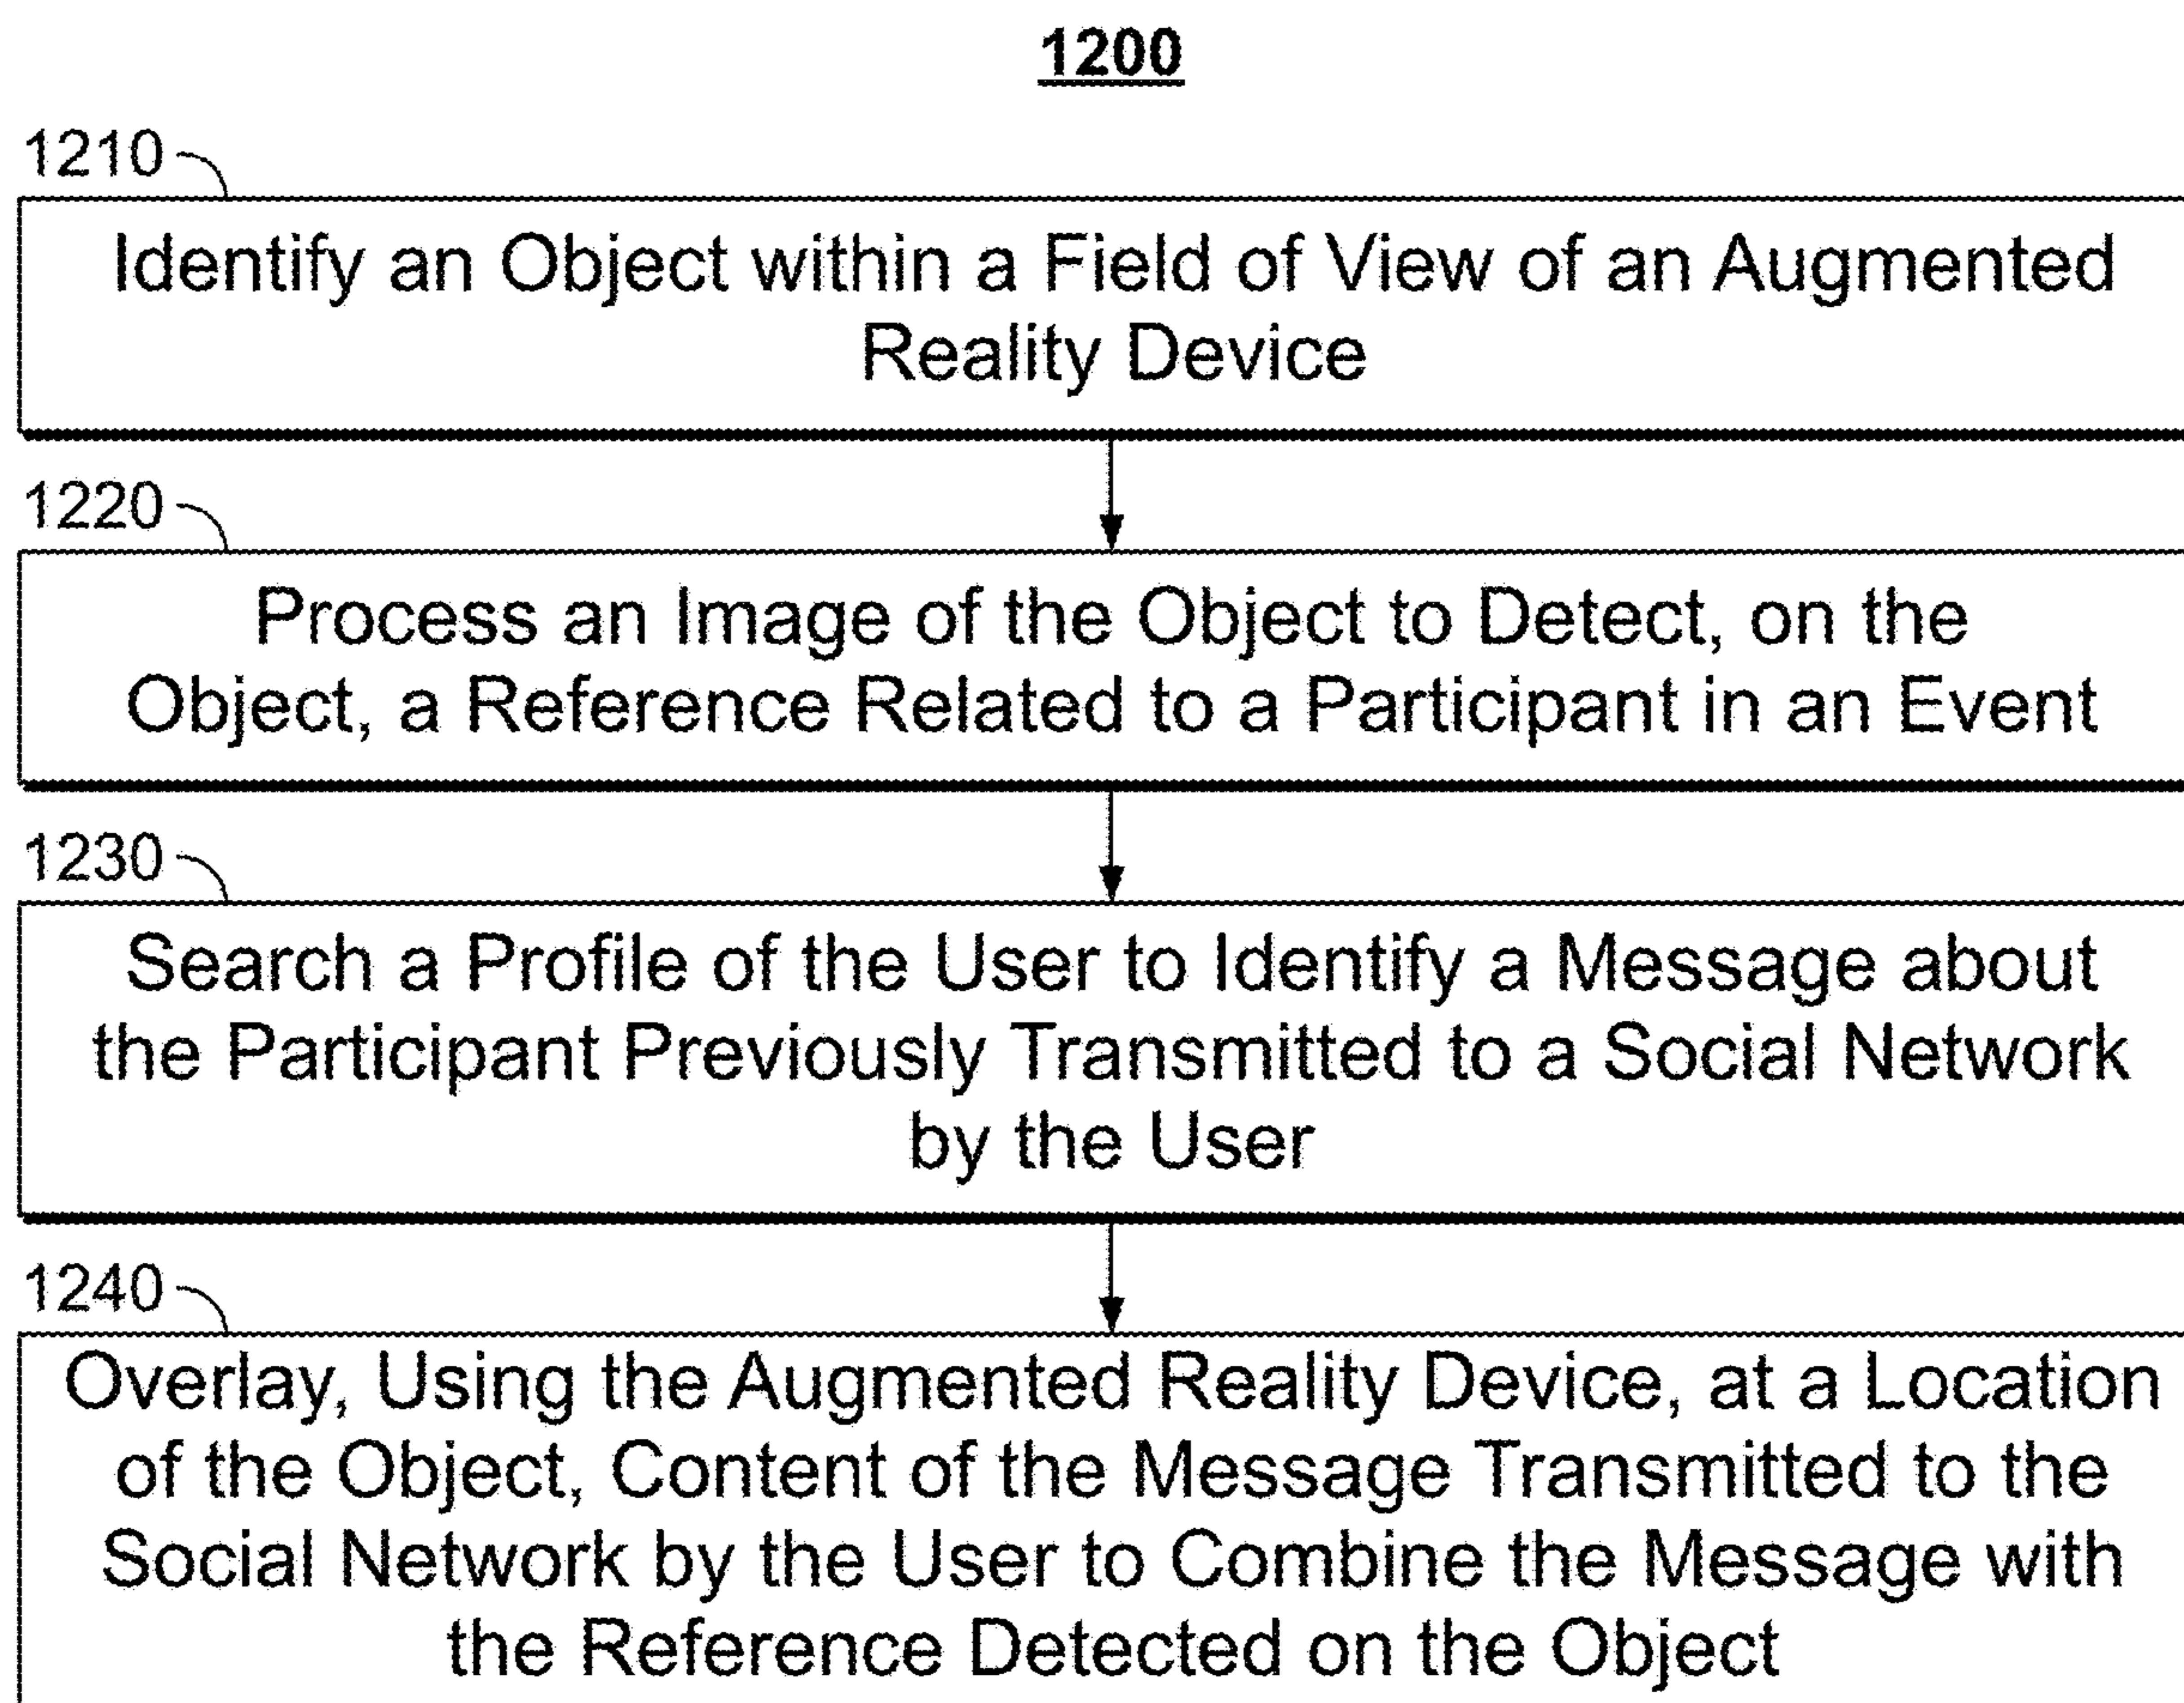 1200
1210
Identify an Object within a Field of View of an Augmented
Reality Device
1220
Process an Image of the Object to Detect, on the
Object, a Reference Related to a Participant in an Event
1230
Search a Profile of the User to Identify a Message about
the Participant Previously Transmitted to a Social Network
by the User
1240
Overlay, Using the Augmented Reality Device, at a Location
of the Object, Content of the Message Transmitted to the
Social Network by the User to Combine the Message with
the Reference Detected on the Object